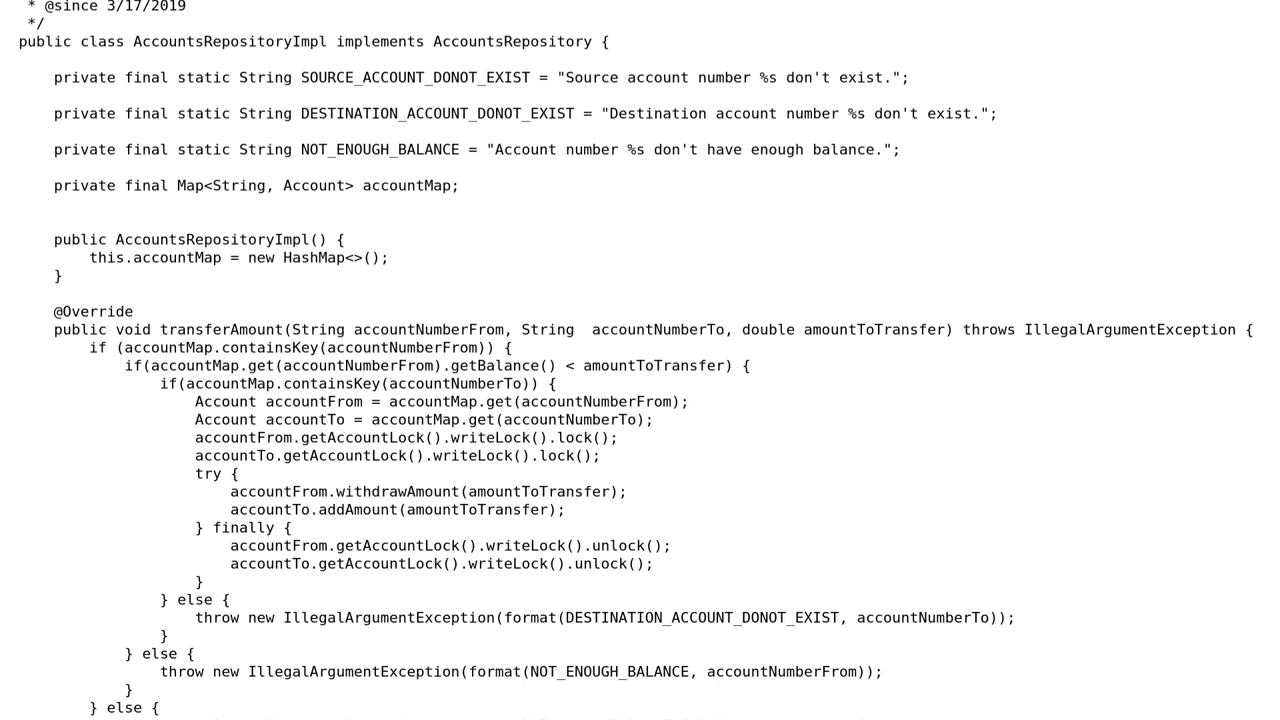 * @since 3/17/2019
 */
public class AccountsRepositoryImpl implements AccountsRepository {

    private final static String SOURCE_ACCOUNT_DONOT_EXIST = "Source account number %s don't exist.";

    private final static String DESTINATION_ACCOUNT_DONOT_EXIST = "Destination account number %s don't exist.";

    private final static String NOT_ENOUGH_BALANCE = "Account number %s don't have enough balance.";

    private final Map<String, Account> accountMap;


    public AccountsRepositoryImpl() {
        this.accountMap = new HashMap<>();
    }

    @Override
    public void transferAmount(String accountNumberFrom, String  accountNumberTo, double amountToTransfer) throws IllegalArgumentException {
        if (accountMap.containsKey(accountNumberFrom)) {
            if(accountMap.get(accountNumberFrom).getBalance() < amountToTransfer) {
                if(accountMap.containsKey(accountNumberTo)) {
                    Account accountFrom = accountMap.get(accountNumberFrom);
                    Account accountTo = accountMap.get(accountNumberTo);
                    accountFrom.getAccountLock().writeLock().lock();
                    accountTo.getAccountLock().writeLock().lock();
                    try {
                        accountFrom.withdrawAmount(amountToTransfer);
                        accountTo.addAmount(amountToTransfer);
                    } finally {
                        accountFrom.getAccountLock().writeLock().unlock();
                        accountTo.getAccountLock().writeLock().unlock();
                    }
                } else {
                    throw new IllegalArgumentException(format(DESTINATION_ACCOUNT_DONOT_EXIST, accountNumberTo));
                }
            } else {
                throw new IllegalArgumentException(format(NOT_ENOUGH_BALANCE, accountNumberFrom));
            }
        } else {